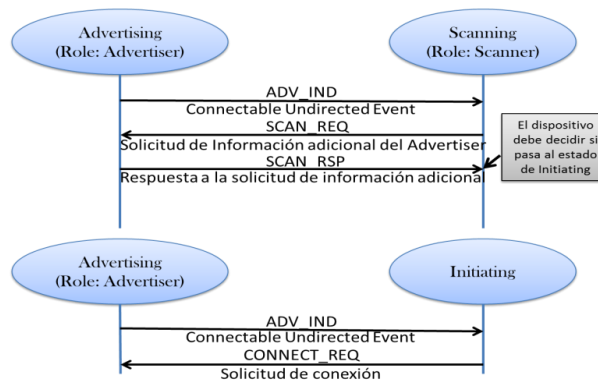 Advertising
(Role: Advertiser)
Scanning
(Role: Scanner)
ADV_IND
Connectable Undirected Event
SCAN_REQ
Solicitud de Información adicional del Advertiser
SCAN_RSP
Respuesta a la solicitud de información adicional
El dispositivo
debe decidir si
pasa al estado
de Initiating
Advertising
(Role: Advertiser)
Initiating
ADV_IND
Connectable Undirected Event
CONNECT_REQ
Solicitud de conexión